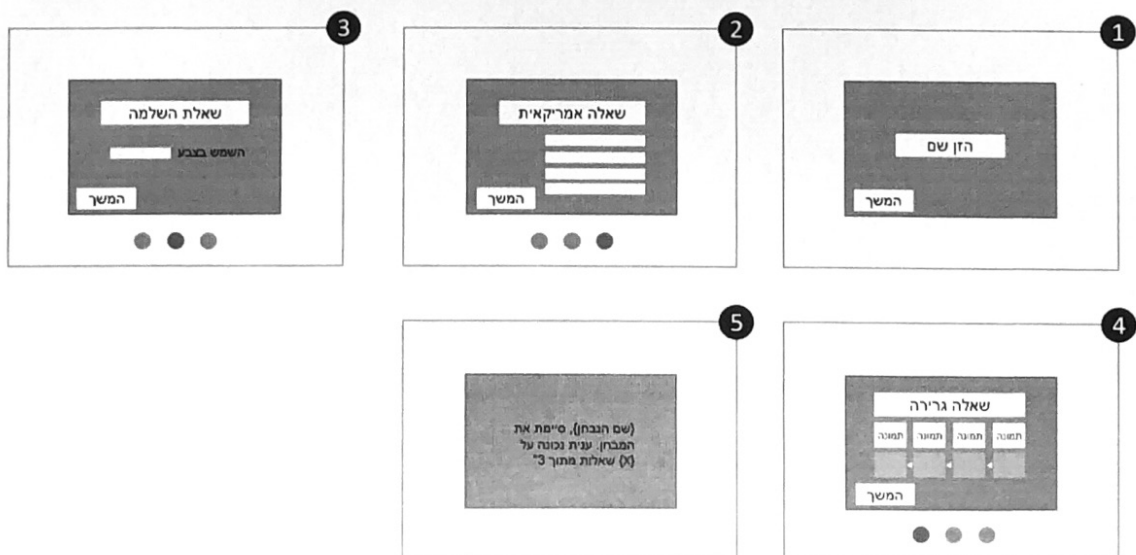 1
הזן שם
המשך
2
שאלה אמריקאית
המשך
3
שאלת השלמה
השמש בצבע
המשך
4
שאלה גרירה
תמונה תמונה תמונה תמונה
המשך
5
(שם הנבחן), סיימת את
המבחן. ענית נכונה על
(X) שאלות מתוך 3"